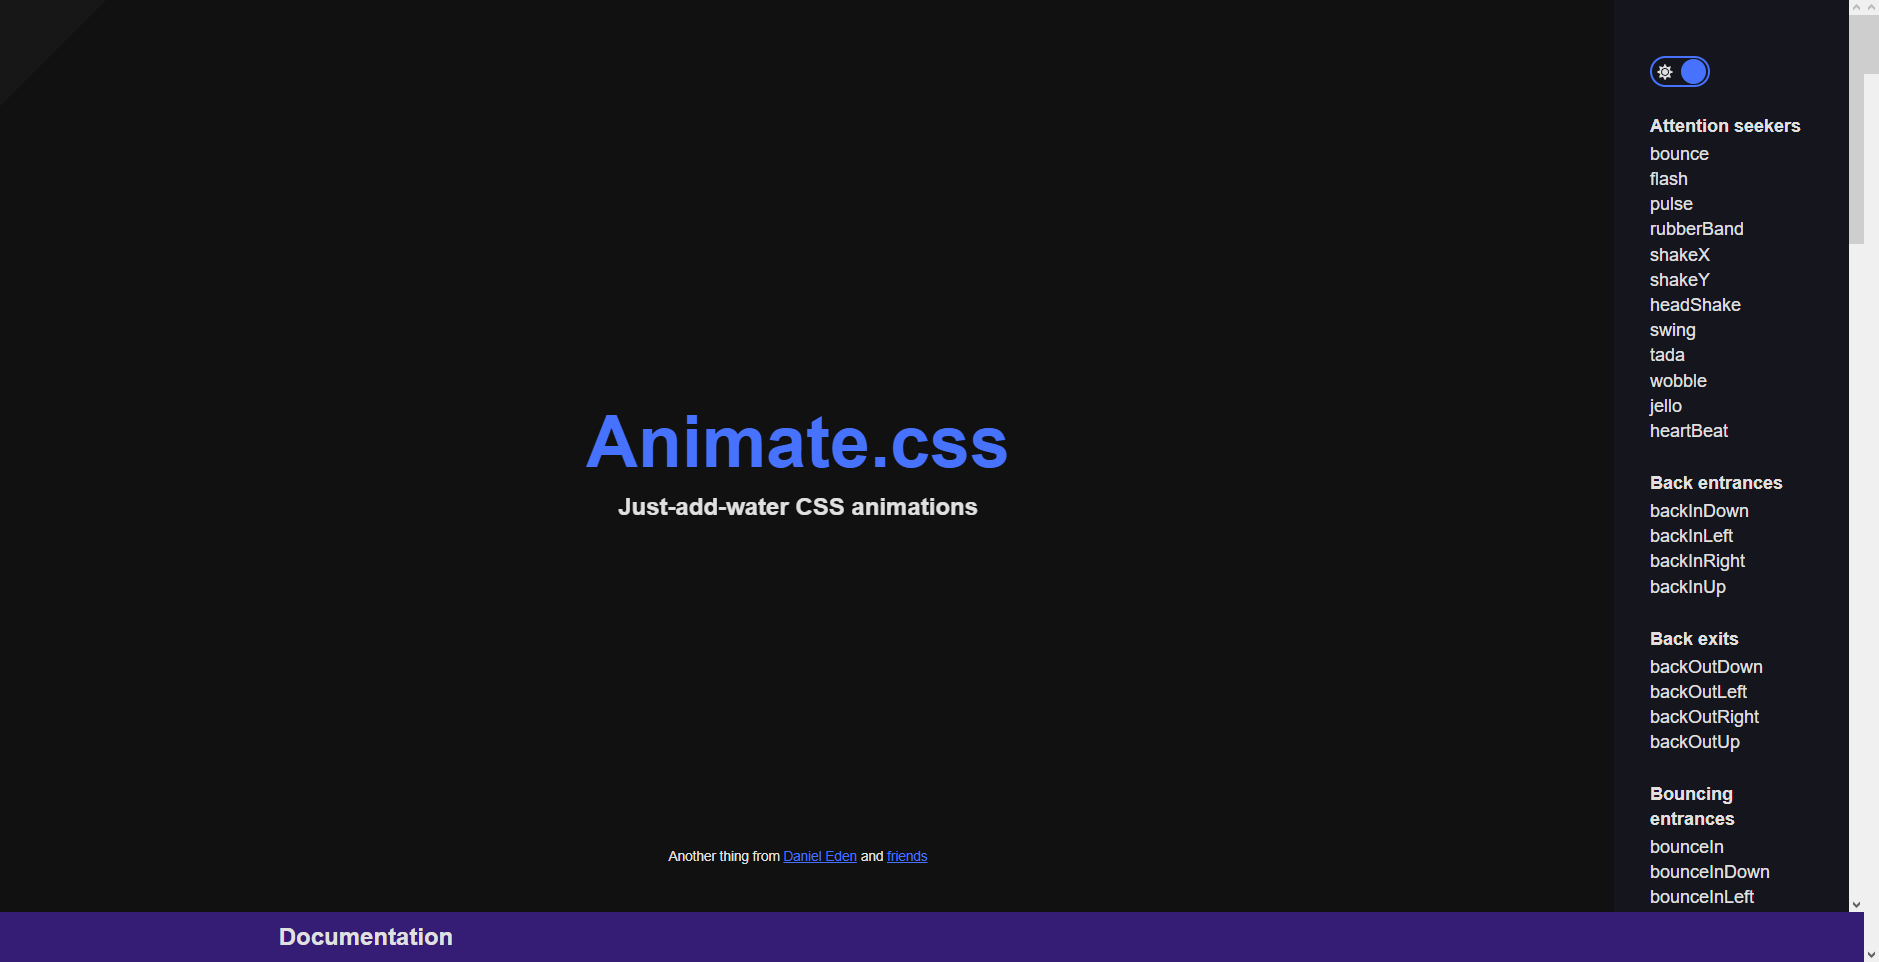 Animate.css
Just-add-water CSS animations
Another thing from Daniel Eden and friends
Attention seekers
bounce
flash
pulse
rubberBand
shakeX
shakeY
headShake
swing
tada
wobble
jello
heartBeat
Back entrances
backInDown
backInLeft
backInRight
backInUp
Back exits
backOutDown
backOutLeft
backOutRight
backOutUp
Bouncing
entrances
bounceIn
bounceInDown
bounceInLeft
Documentation